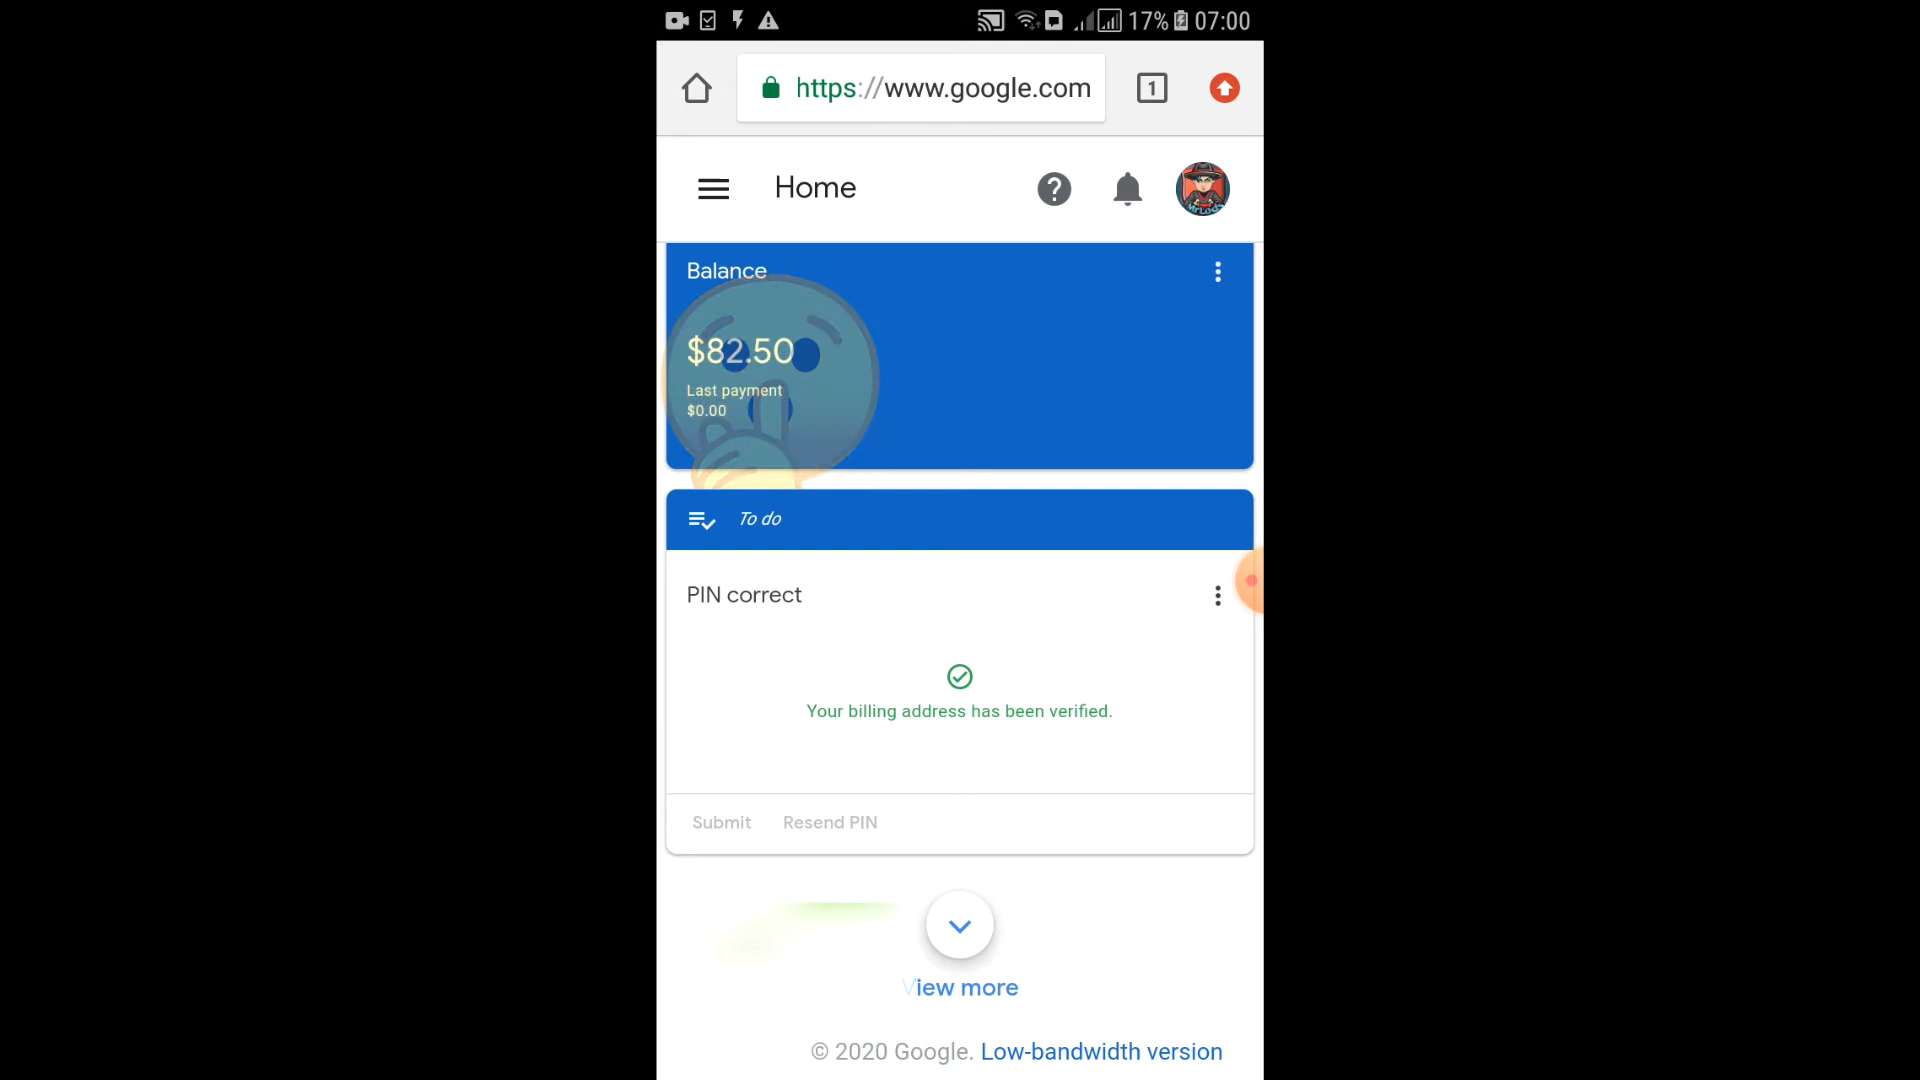 17% 07:00
https://www.google.com 1
Home
Balance
$82.50
Last payment
$0.00
To do
PIN correct
Your billing address has been verified.
Submit Resend PIN
View more
© 2020 Google. Low-bandwidth version